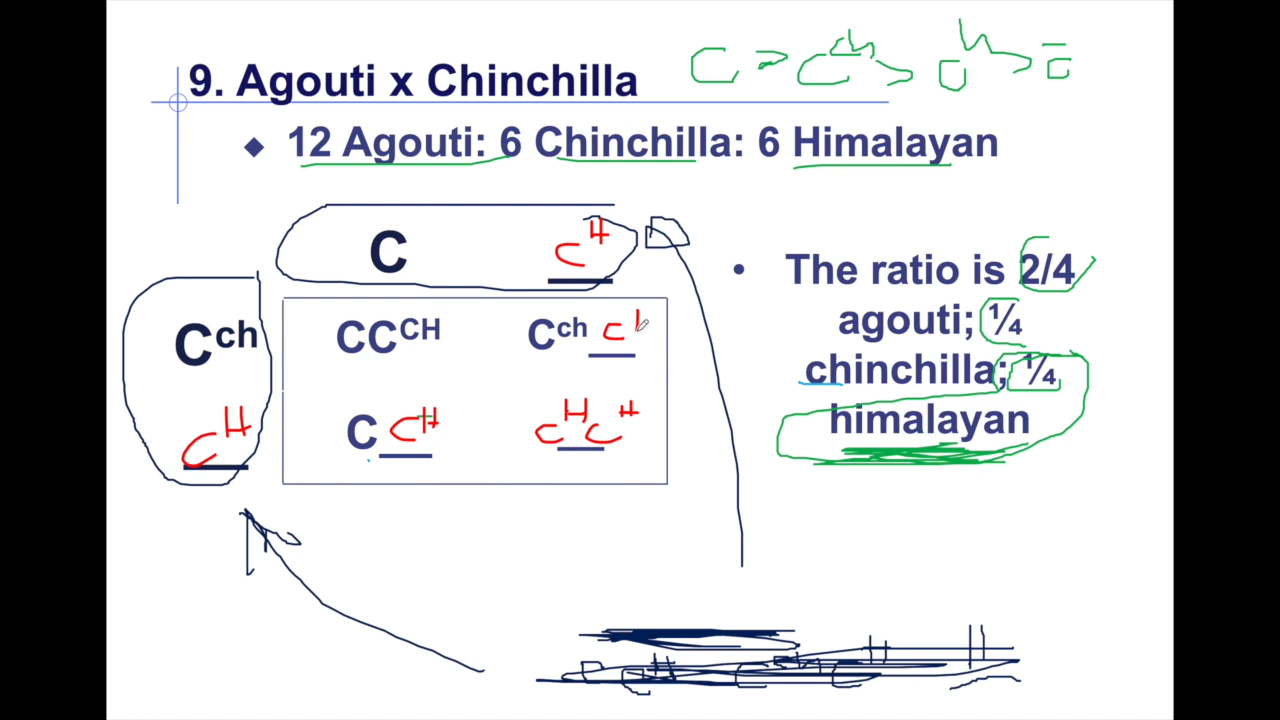 C > C^ch > c^h > c
9. Agouti x Chinchilla
◆ 12 Agouti: 6 Chinchilla: 6 Himalayan
C c^H
C^ch CC^CH C^ch c
c^H C c^H c^H c^H
• The ratio is 2/4
agouti; ¼
chinchilla; ¼
himalayan